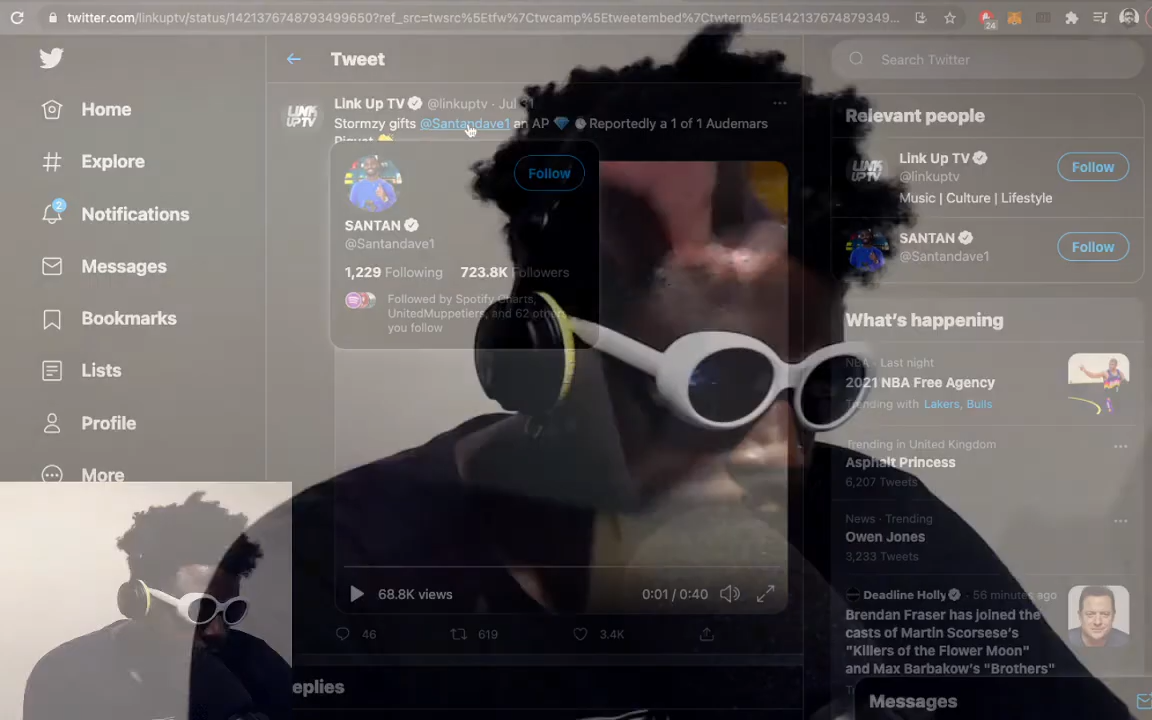 twitter.com/linkuptv/status/1421376748793499650?ref_src=twsrc%5Etfw%7Ctwcamp%5Etweetembed%7Ctwterm%5E142137674879349...
24
Tweet
Search Twitter
Home
Explore
2
Notifications
Messages
Bookmarks
Lists
Profile
More
Link Up TV @linkuptv · Jul 31
Stormzy gifts @Santandave1 an AP 💎 Reportedly a 1 of 1 Audemars
Piguet
LINK
UPTV
Follow
SANTAN
@Santandave1
1,229 Following 723.8K Followers
Followed by Spotify Charts,
UnitedMuppetiers, and 62 others
you follow
68.8K views
0:01 / 0:40
46
619
3.4K
eplies
Relevant people
LINK
UPTV
Link Up TV
@linkuptv
Follow
Music | Culture | Lifestyle
SANTAN
@Santandave1
Follow
What's happening
NBA · Last night
2021 NBA Free Agency
Trending with Lakers, Bulls
Trending in United Kingdom
Asphalt Princess
6,207 Tweets
News · Trending
Owen Jones
3,233 Tweets
Deadline Holly · 56 minutes ago
Brendan Fraser has joined the
casts of Martin Scorsese's
"Killers of the Flower Moon"
and Max Barbakow's "Brothers"
Messages